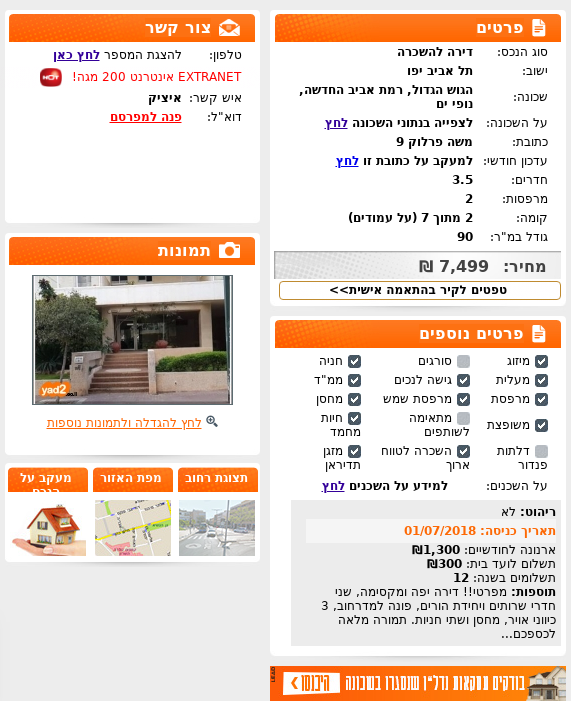 פרטים
סוג הנכס: דירה להשכרה
ישוב: תל אביב יפו
שכונה: הגוש הגדול, רמת אביב החדשה,
נופי ים
על השכונה: לצפייה בנתוני השכונה לחץ
כתובת: משה פרלוק 9
עדכון חודשי: למעקב על כתובת זו לחץ
חדרים: 3.5
מרפסות: 2
קומה: 2 מתוך 7 (על עמודים)
גודל במ"ר: 90
מחיר: 7,499 ₪
טפטים לקיר בהתאמה אישית>>
פרטים נוספים
מיזוג סורגים חניה
מעלית גישה לנכים ממ"ד
מרפסת מרפסת שמש מחסן
משופצת מתאימה לשותפים חיות מחמד
דלתות פנדור השכרה לטווח ארוך מזגן תדיראן
על השכנים: למידע על השכנים לחץ
ריהוט: לא
תאריך כניסה: 01/07/2018
ארנונה לחודשיים: 1,300₪
תשלום לועד בית: 300₪
תשלומים בשנה: 12
תוספות: מפרטי!! דירה יפה ומקסימה, שני
חדרי שרותים ויחידת הורים, פונה למדרחוב, 3
כיווני אויר, מחסן ושתי חניות. תמורה מלאה
לכספכם...
בודקים עסקאות נדל"ן שנסגרו בשכונה
היכנסו
צור קשר
טלפון: להצגת המספר לחץ כאן
EXTRANET אינטרנט 200 מגה! HOT
איש קשר: איציק
דוא"ל: פנה למפרסם
תמונות
yad2
לחץ להגדלה ולתמונות נוספות
תצוגת רחוב
מפת האזור
מעקב על
הנכס